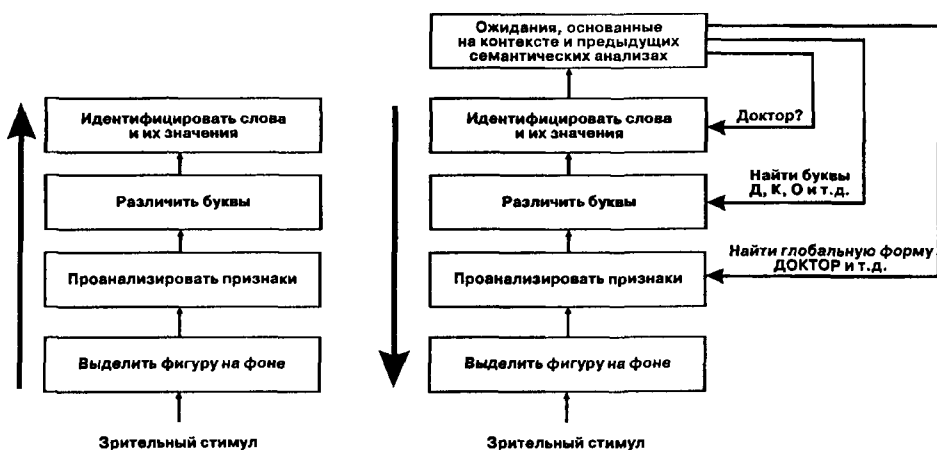 Идентифицировать слова
и их значения
Различить буквы
Проанализировать признаки
Выделить фигуру на фоне
Зрительный стимул
Ожидания, основанные
на контексте и предыдущих
семантических анализах
Идентифицировать слова
и их значения
Доктор?
Различить буквы
Найти буквы
Д, К, О и т.д.
Проанализировать признаки
Найти глобальную форму
ДОКТОР и т.д.
Выделить фигуру на фоне
Зрительный стимул